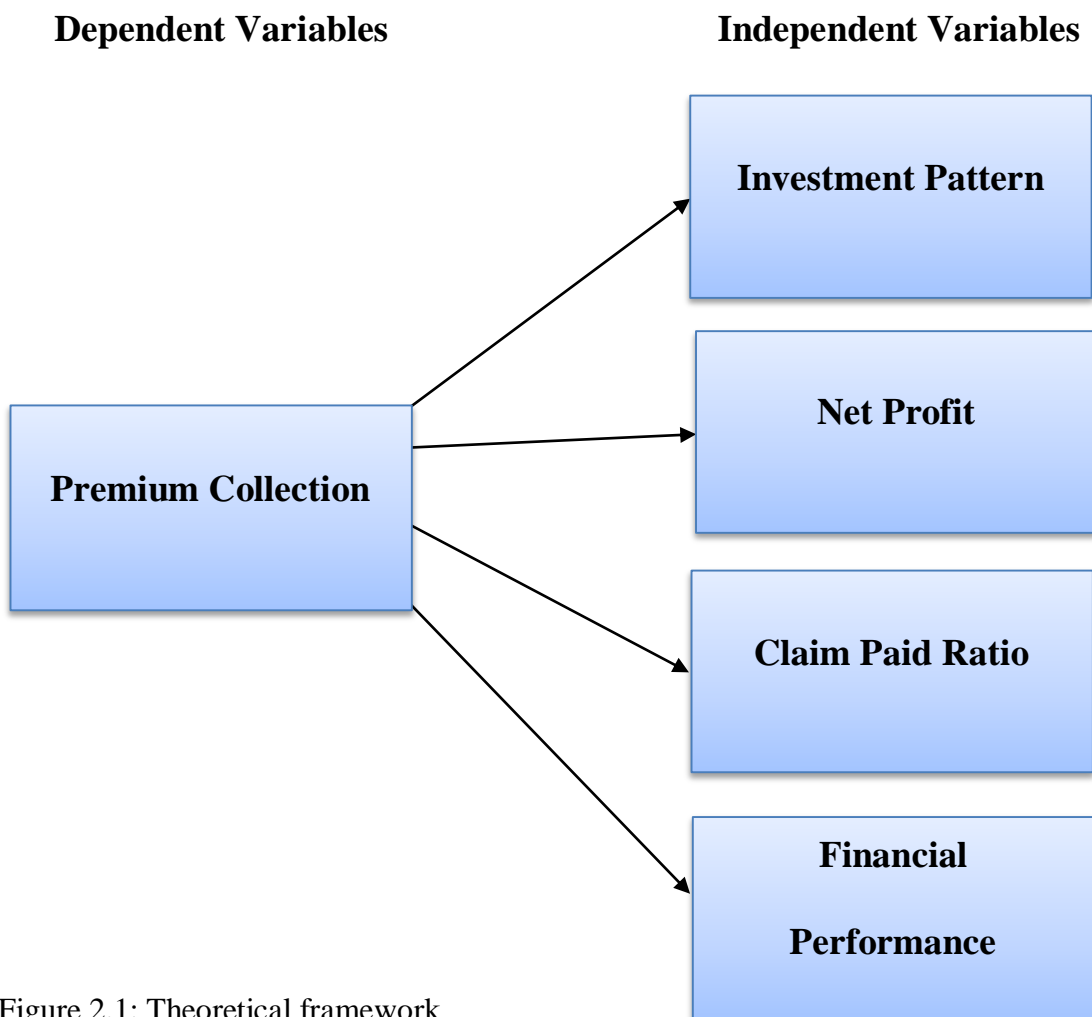 Dependent Variables
Independent Variables
Investment Pattern
Net Profit
Premium Collection
Claim Paid Ratio
Financial
Performance
Figure 2.1: Theoretical framework